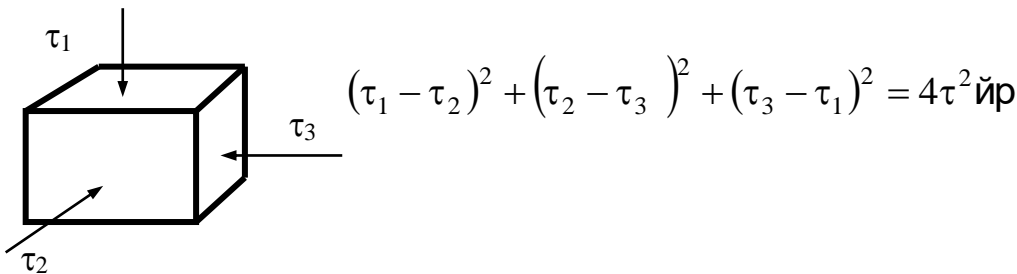 τ1
(τ1 − τ2)² + (τ2 − τ3 )² + (τ3 − τ1)² = 4τ²йр
τ3
τ2